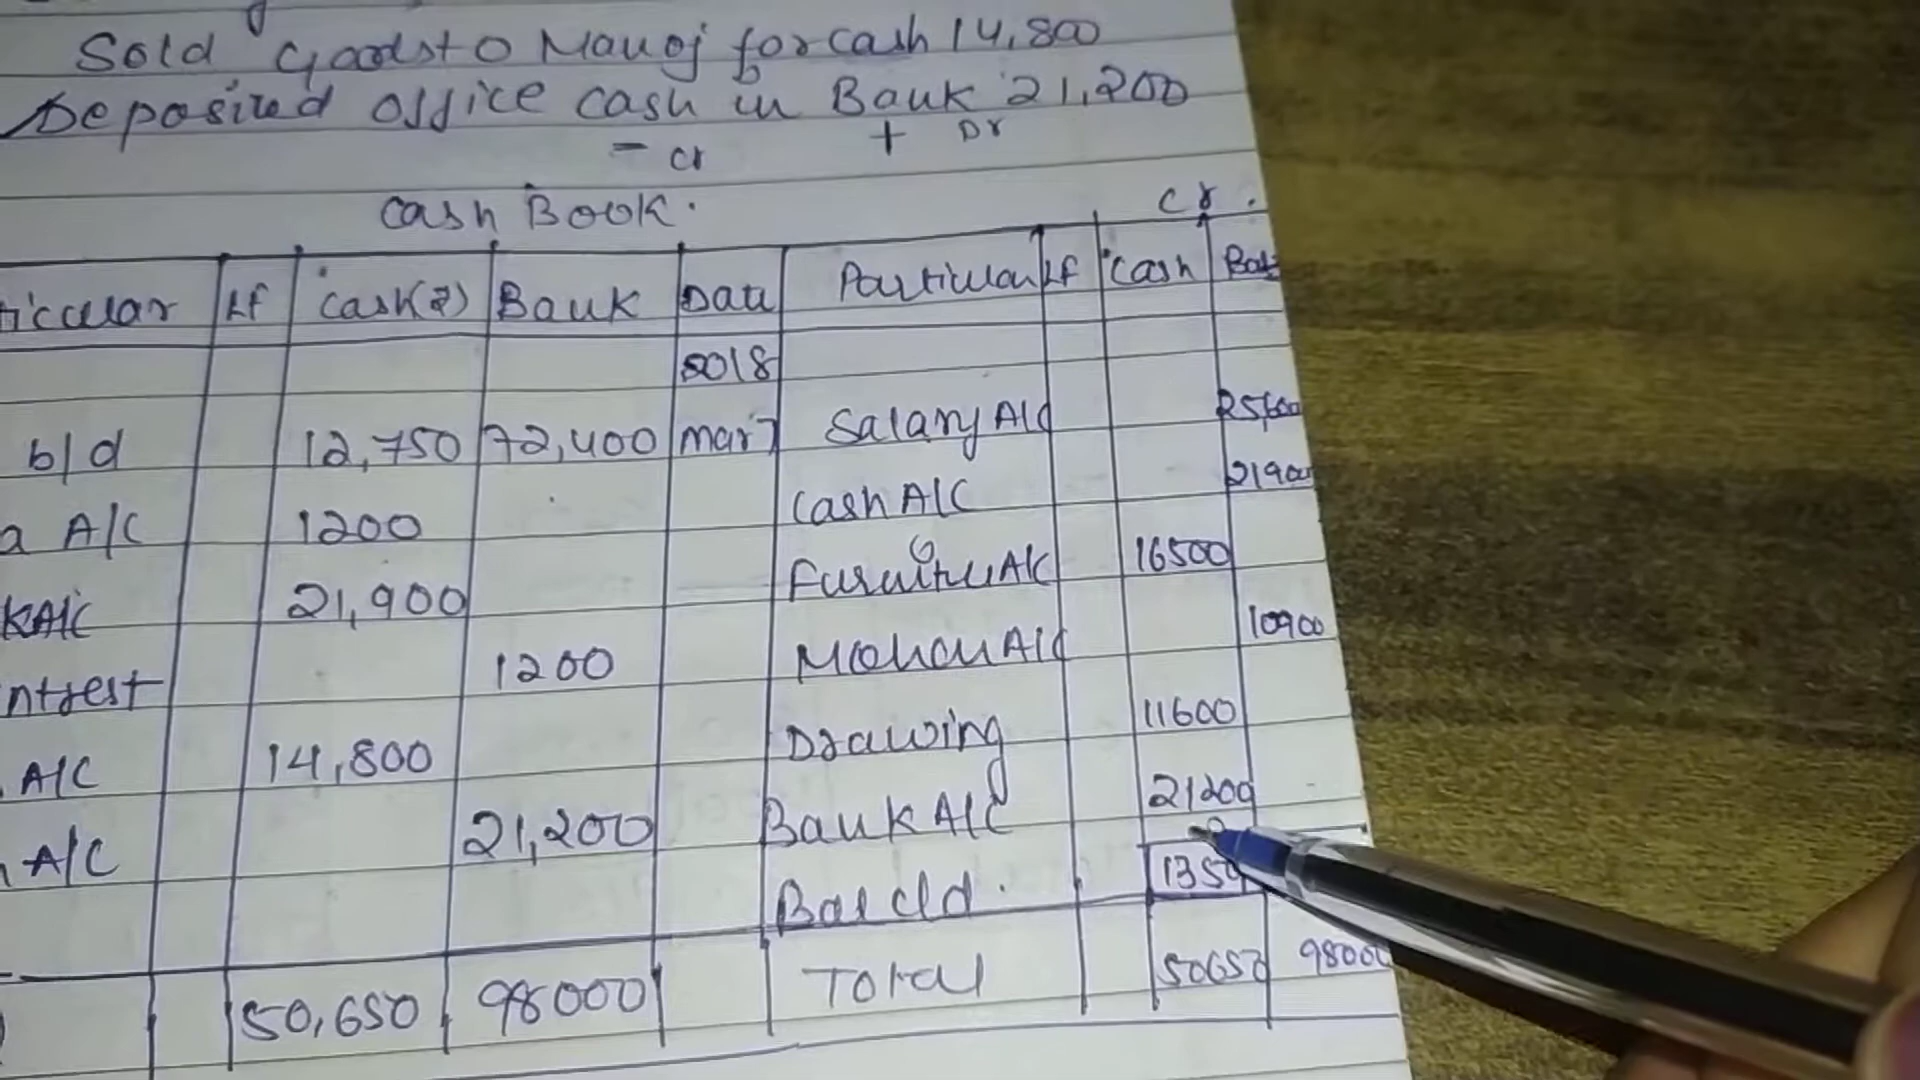 Sold Goods to Manoj for cash 14,800
Deposited office cash in Bank 21,200
- cr + Dr
Cash Book.
cr.
ticular LF Cash(₹) Bank Date Particular LF Cash Bak
2018
b/d 12,750 72,400 mar 7 Salary A/C 25,600
a A/C 1200 Cash A/C 21900
k A/C 21,900 Furniture A/C 16500
ntrest 1200 Mohan A/C 10900
A/C 14,800 Drawing 11600
A/C 21,200 Bank A/C 21200
Bal c/d. 1350
50,650 98000 Total 50650 98000